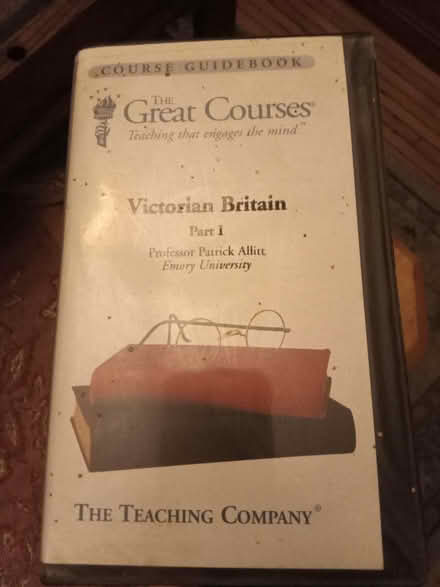 COURSE GUIDEBOOK
THE
Great Courses®
Teaching that engages the mind™
Victorian Britain
Part I
Professor Patrick Allitt
Emory University
THE TEACHING COMPANY®